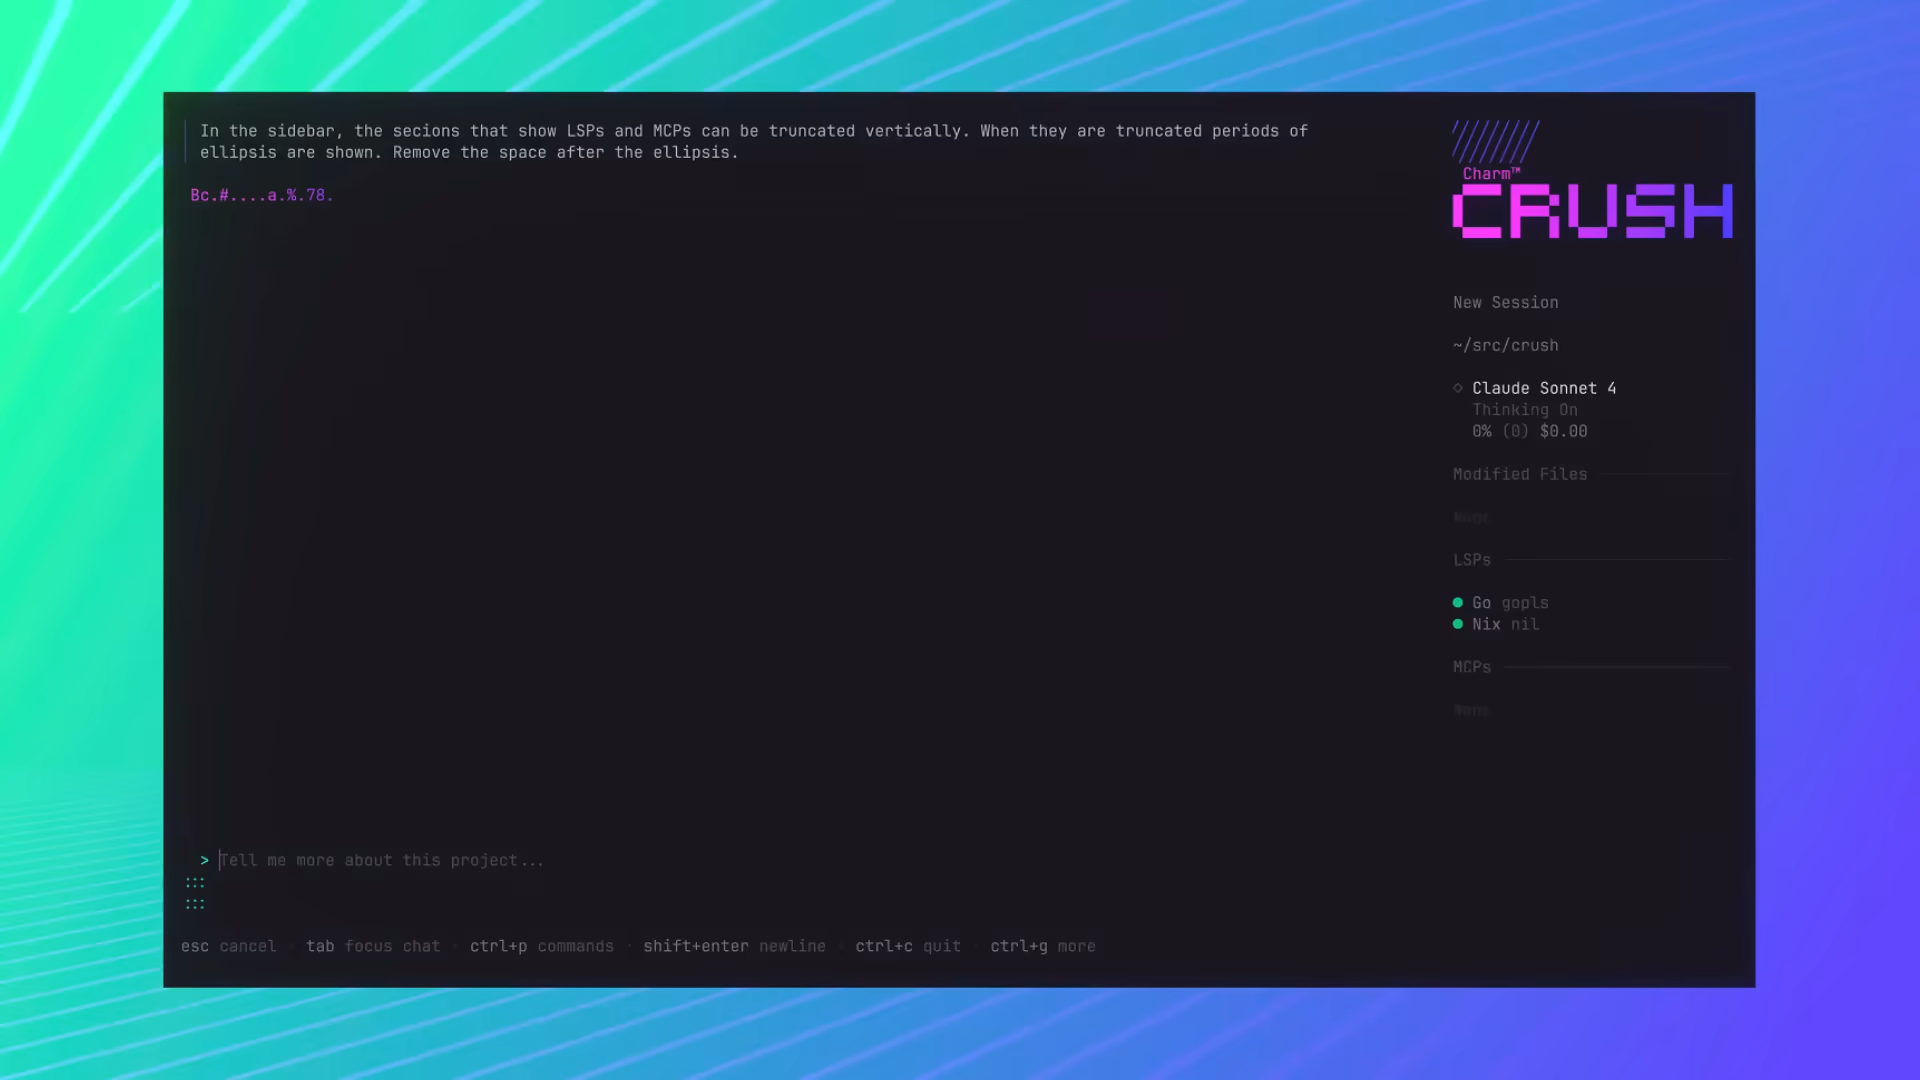 In the sidebar, the secions that show LSPs and MCPs can be truncated vertically. When they are truncated periods of
ellipsis are shown. Remove the space after the ellipsis.
Bc.#....a.%.78.
> Tell me more about this project...
:::
:::
esc cancel · tab focus chat · ctrl+p commands · shift+enter newline · ctrl+c quit · ctrl+g more
Charm™
CRUSH
New Session
~/src/crush
◇ Claude Sonnet 4
Thinking On
0% (0) $0.00
Modified Files
LSPs
● Go gopls
● Nix nil
MCPs